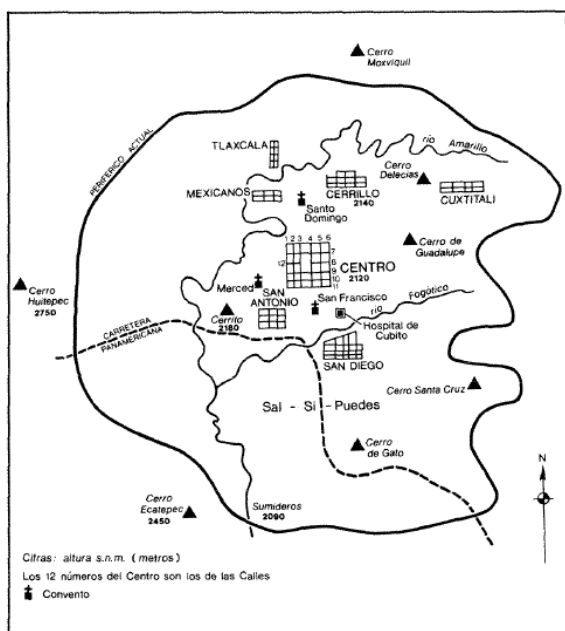 Cerro
Moxviquil
PERIFERICO ACTUAL
TLAXCALA
río Amarillo
Cerro
Delecias
MEXICANOS
CERRILLO
2140
CUXTITALI
Santo
Domingo
1 2 3 4 5 6
7
8
9
10
11
12
CENTRO
2120
Cerro de
Guadalupe
Merced
SAN
ANTONIO
San Francisco
río Fogótico
Cerro
Huitepec
2750
Cerrito
2180
Hospital de
Cubito
CARRETERA
PANAMERICANA
SAN DIEGO
Sal - Si - Puedes
Cerro Santa Cruz
Cerro
de Gato
N
Cerro
Ecatepec
2450
Sumideros
2090
Cifras: altura s.n.m. (metros)
Los 12 números del Centro son los de las Calles
Convento